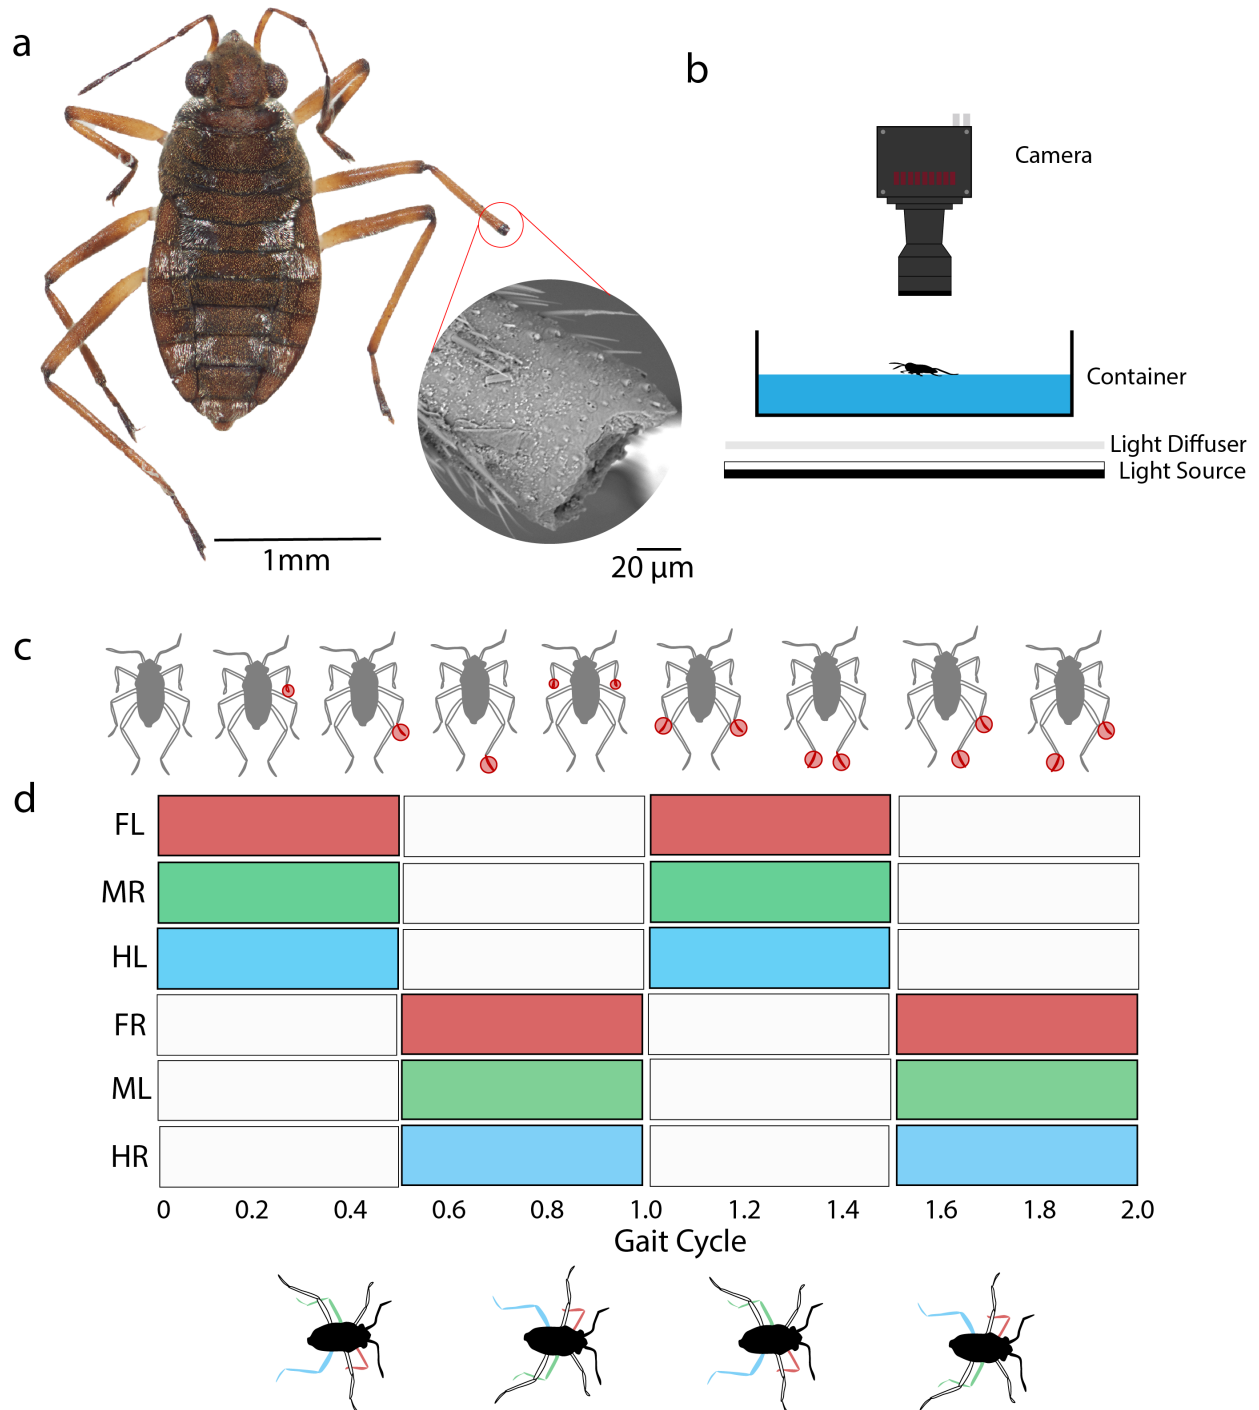 a
b
Camera
Container
Light Diffuser
Light Source
1mm
20 µm
c
d
FL
MR
HL
FR
ML
HR
0 0.2 0.4 0.6 0.8 1.0 1.2 1.4 1.6 1.8 2.0
Gait Cycle